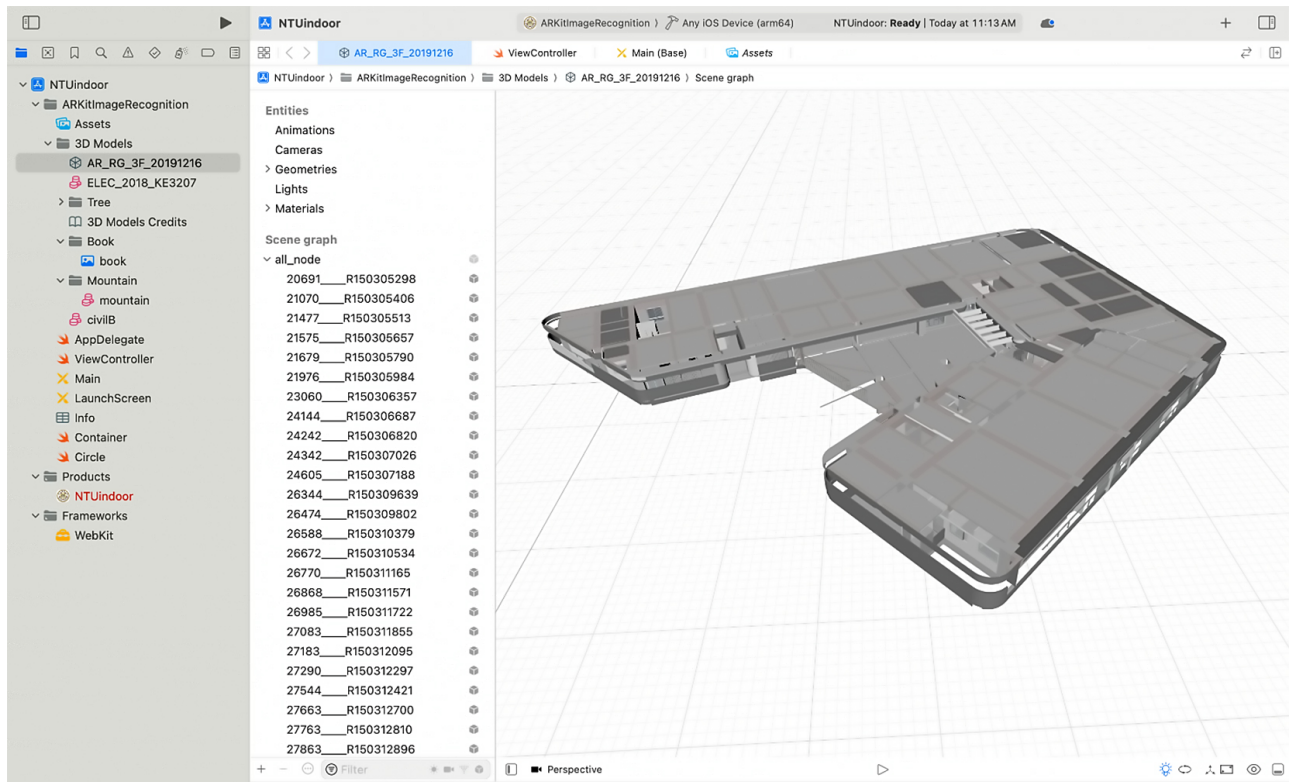 NTUindoor
ARKitImageRecognition
Any iOS Device (arm64)
NTUindoor: Ready | Today at 11:13 AM
AR_RG_3F_20191216
ViewController
Main (Base)
Assets
NTUindoor
ARKitImageRecognition
3D Models
AR_RG_3F_20191216
Scene graph
NTUindoor
ARKitImageRecognition
Assets
3D Models
AR_RG_3F_20191216
ELEC_2018_KE3207
Tree
3D Models Credits
Book
book
Mountain
mountain
civilB
AppDelegate
ViewController
Main
LaunchScreen
Info
Container
Circle
Products
NTUindoor
Frameworks
WebKit
Entities
Animations
Cameras
Geometries
Lights
Materials
Scene graph
all_node
20691____R150305298
21070____R150305406
21477____R150305513
21575____R150305657
21679____R150305790
21976____R150305984
23060____R150306357
24144____R150306687
24242____R150306820
24342____R150307026
24605____R150307188
26344____R150309639
26474____R150309802
26588____R150310379
26672____R150310534
26770____R150311165
26868____R150311571
26985____R150311722
27083____R150311855
27183____R150312095
27290____R150312297
27544____R150312421
27663____R150312700
27763____R150312810
27863____R150312896
Filter
Perspective